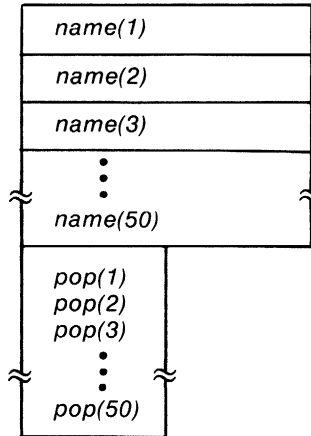 name(1)
name(2)
name(3)
name(50)
pop(1)
pop(2)
pop(3)
pop(50)